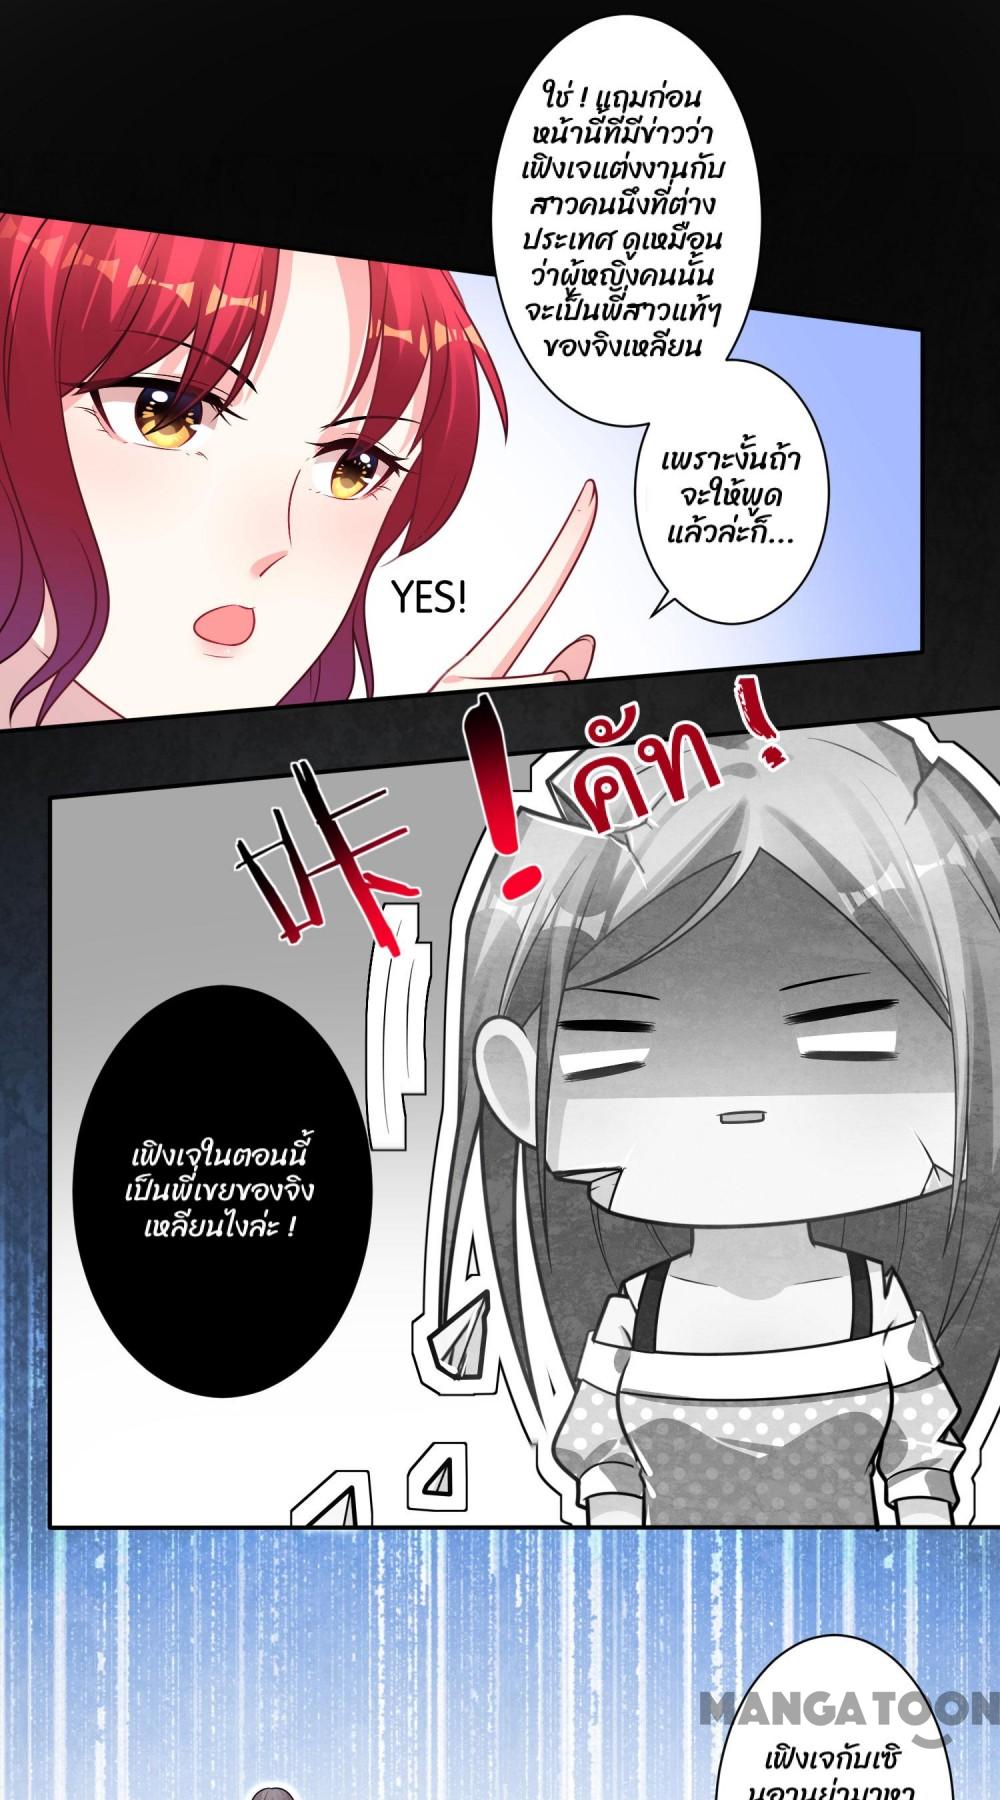 ใช่ ! แถมก่อน
หน้านี้ที่มีข่าวว่า
เฟิงเจแต่งงานกับ
สาวคนนึงที่ต่าง
ประเทศ ดูเหมือน
ว่าผู้หญิงคนนั้น
จะเป็นพี่สาวแท้ๆ
ของจิงเหลียน
เพราะงั้นถ้า
จะให้พูด
แล้วล่ะก็...
YES!
คัท !
咔 !
เฟิงเจในตอนนี้
เป็นพี่เขยของจิง
เหลียนไงล่ะ !
MANGATOON
เฟิงเจกับเซิ